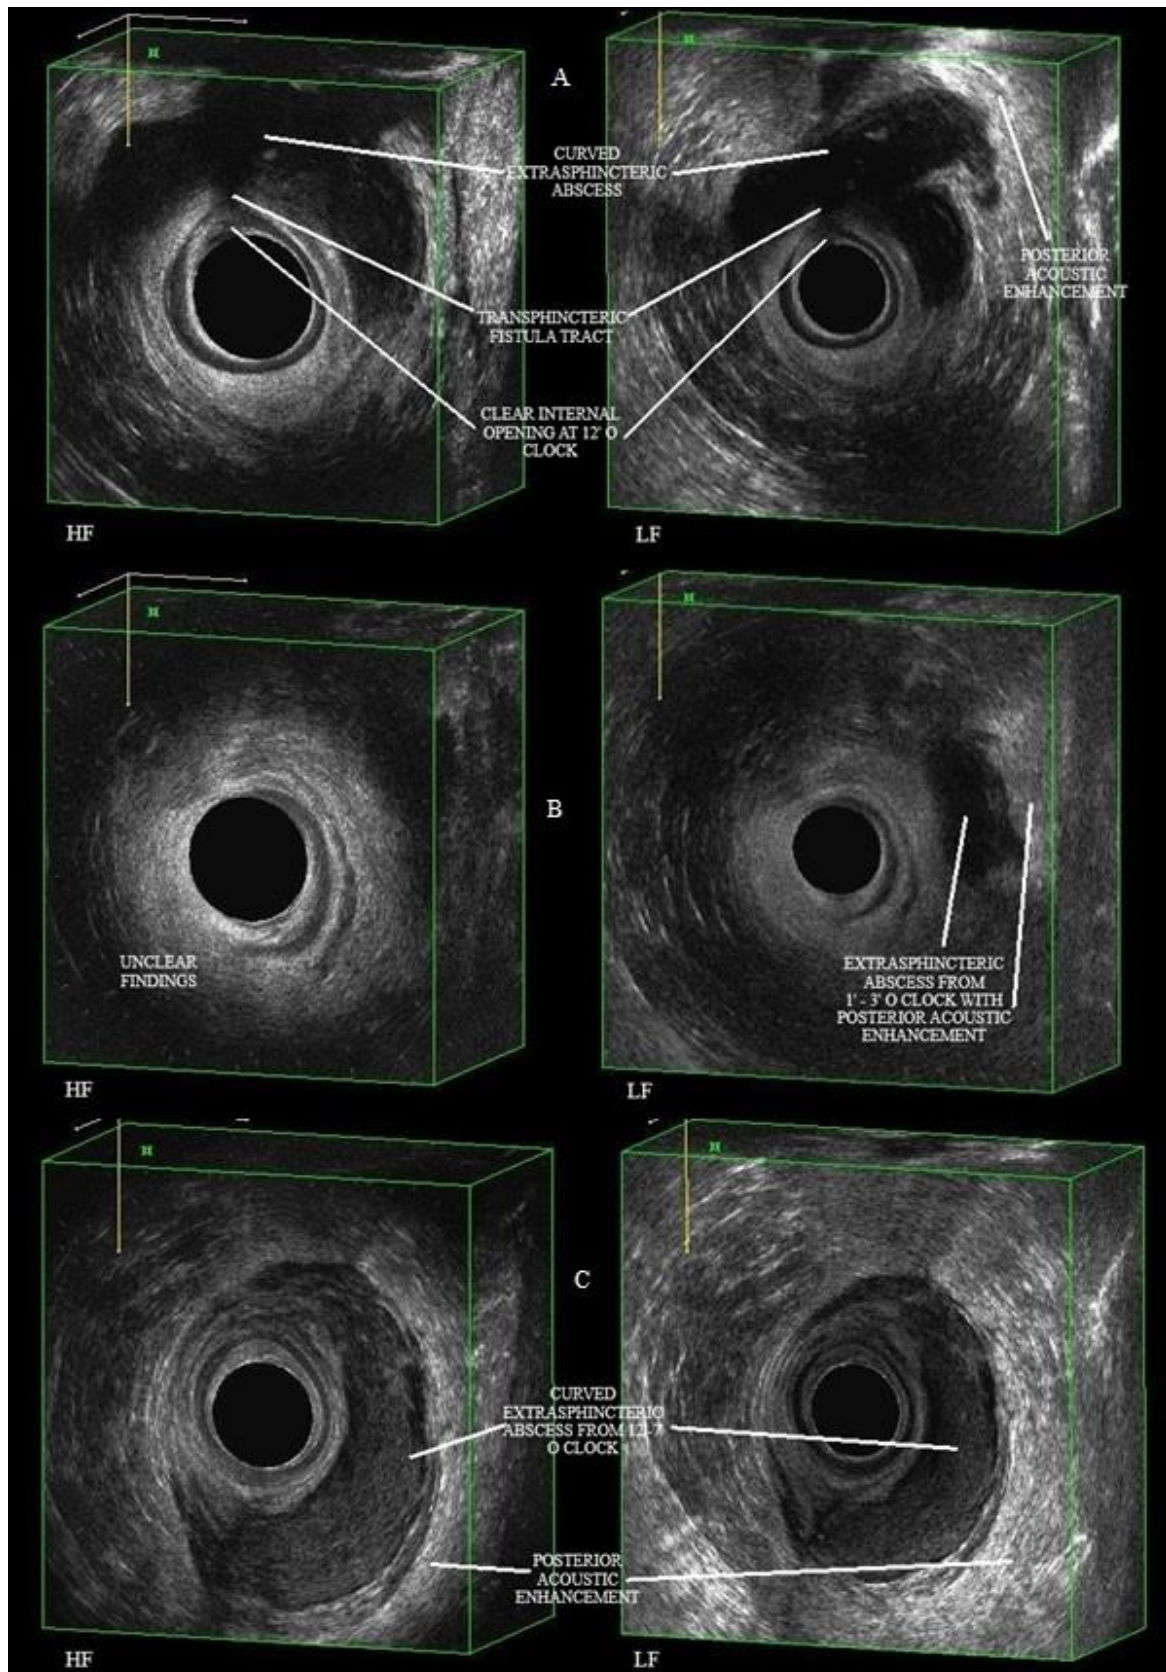 A
CURVED
EXTRASPHINCTERIC
ABSCESS
POSTERIOR
ACOUSTIC
ENHANCEMENT
TRANSPHINCTERIC
FISTULA TRACT
CLEAR INTERNAL
OPENING AT 12' O
CLOCK
HF
LF
B
UNCLEAR
FINDINGS
EXTRASPHINCTERIC
ABSCESS FROM
1' - 3' O CLOCK WITH
POSTERIOR ACOUSTIC
ENHANCEMENT
HF
LF
C
CURVED
EXTRASPHINCTERIC
ABSCESS FROM 12'-7'
O CLOCK
POSTERIOR
ACOUSTIC
ENHANCEMENT
HF
LF